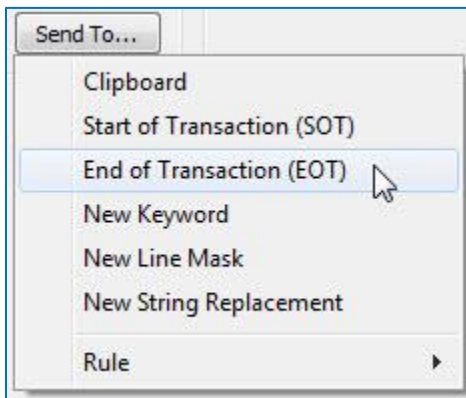 Send To...
Clipboard
Start of Transaction (SOT)
End of Transaction (EOT)
New Keyword
New Line Mask
New String Replacement
Rule